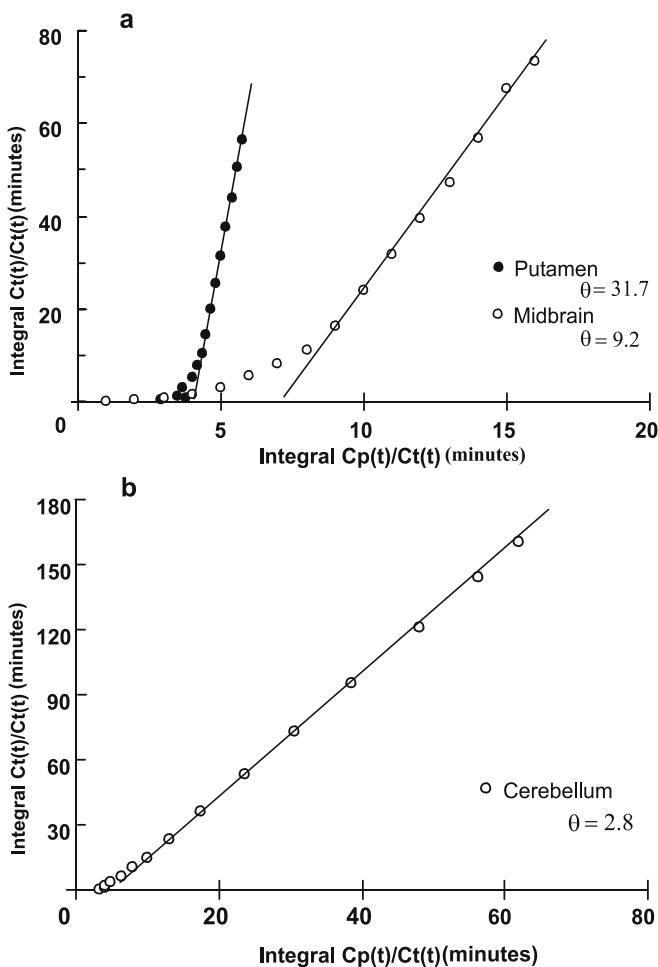 a
80
60
40
20
0
Integral Ct(t)/Ct(t) (minutes)
Putamen
θ = 31.7
Midbrain
θ = 9.2
5
10
15
20
Integral Cp(t)/Ct(t) (minutes)
b
180
150
120
90
60
30
0
Integral Ct(t)/Ct(t) (minutes)
Cerebellum
θ = 2.8
20
40
60
80
Integral Cp(t)/Ct(t) (minutes)